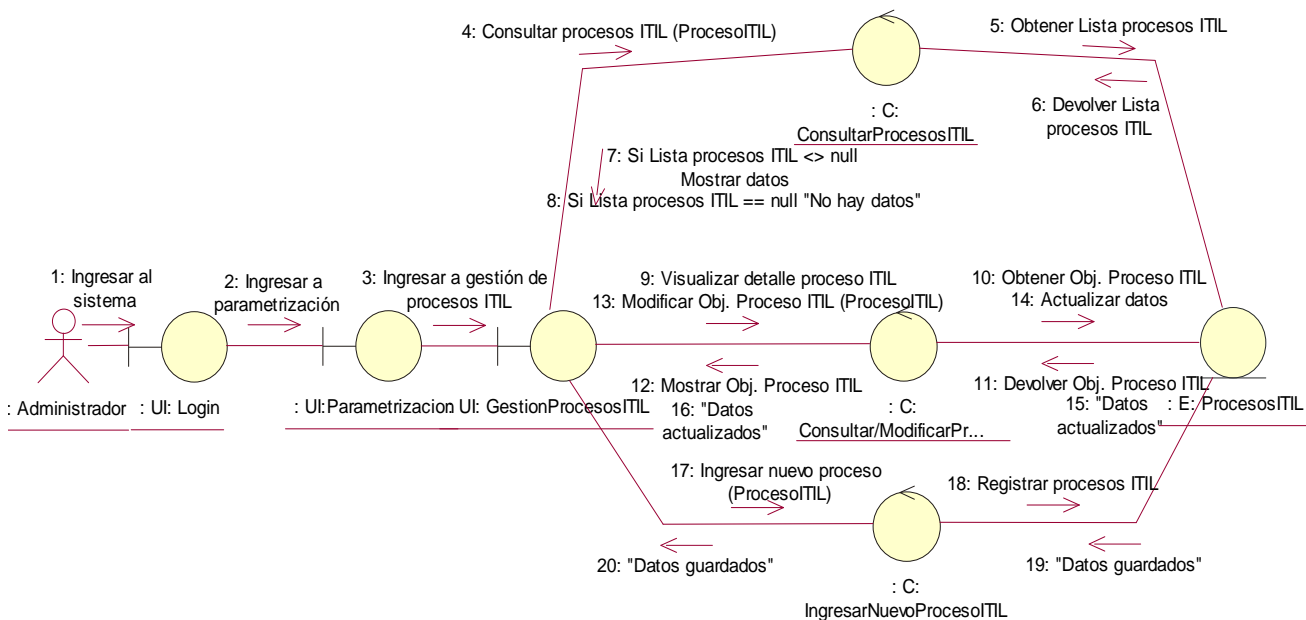 4: Consultar procesos ITIL (ProcesoITIL)
5: Obtener Lista procesos ITIL
6: Devolver Lista
procesos ITIL
: C:
ConsultarProcesosITIL
7: Si Lista procesos ITIL <> null
Mostrar datos
8: Si Lista procesos ITIL == null "No hay datos"
1: Ingresar al
sistema
2: Ingresar a
parametrización
3: Ingresar a gestión de
procesos ITIL
9: Visualizar detalle proceso ITIL
13: Modificar Obj. Proceso ITIL (ProcesoITIL)
10: Obtener Obj. Proceso ITIL
14: Actualizar datos
12: Mostrar Obj. Proceso ITIL
16: "Datos
actualizados"
11: Devolver Obj. Proceso ITIL
15: "Datos
actualizados"
: Administrador
: UI: Login
: UI:Parametrizacion
UI: GestionProcesosITIL
: C:
Consultar/ModificarPr...
: E: ProcesosITIL
17: Ingresar nuevo proceso
(ProcesoITIL)
18: Registrar procesos ITIL
20: "Datos guardados"
19: "Datos guardados"
: C:
IngresarNuevoProcesoITIL